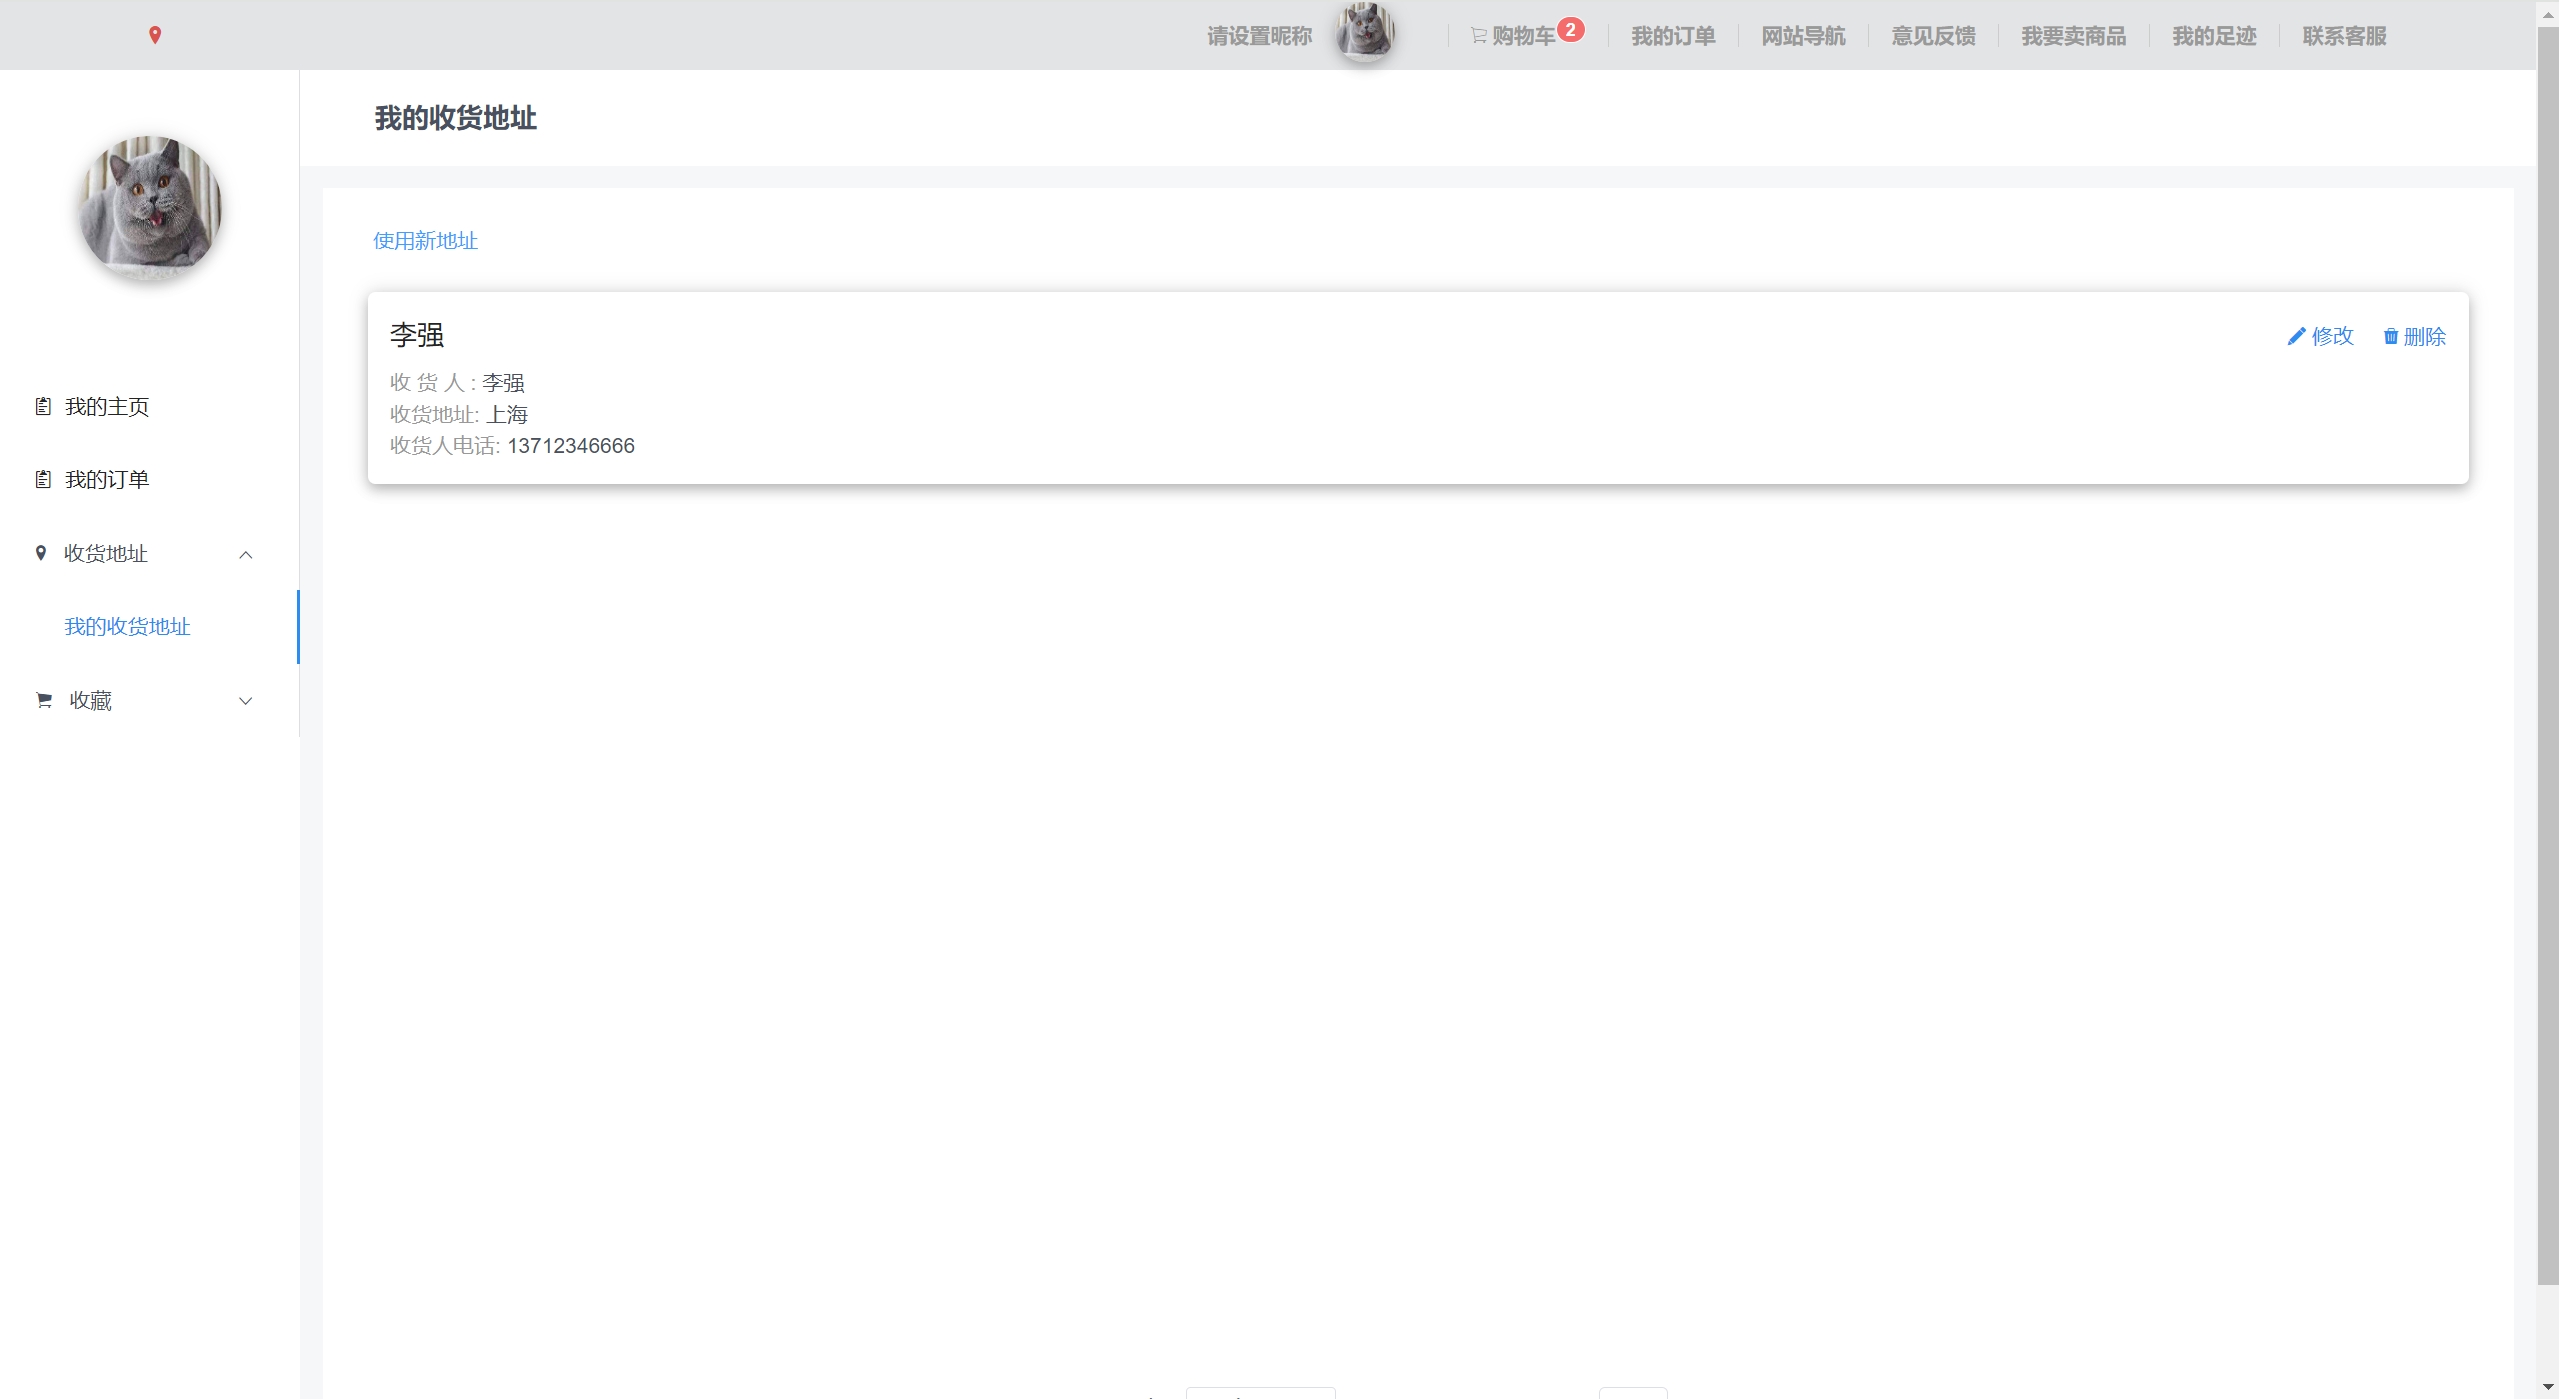 请设置昵称 购物车 2 我的订单 网站导航 意见反馈 我要卖商品 我的足迹 联系客服
我的收货地址
使用新地址
李强 修改 删除
收 货 人 : 李强
收货地址: 上海
收货人电话: 13712346666
我的主页
我的订单
收货地址
我的收货地址
收藏